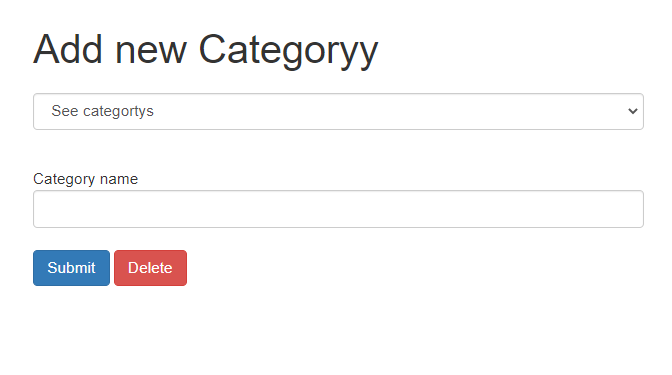 Add new Categoryy
See categortys
Category name
Submit Delete